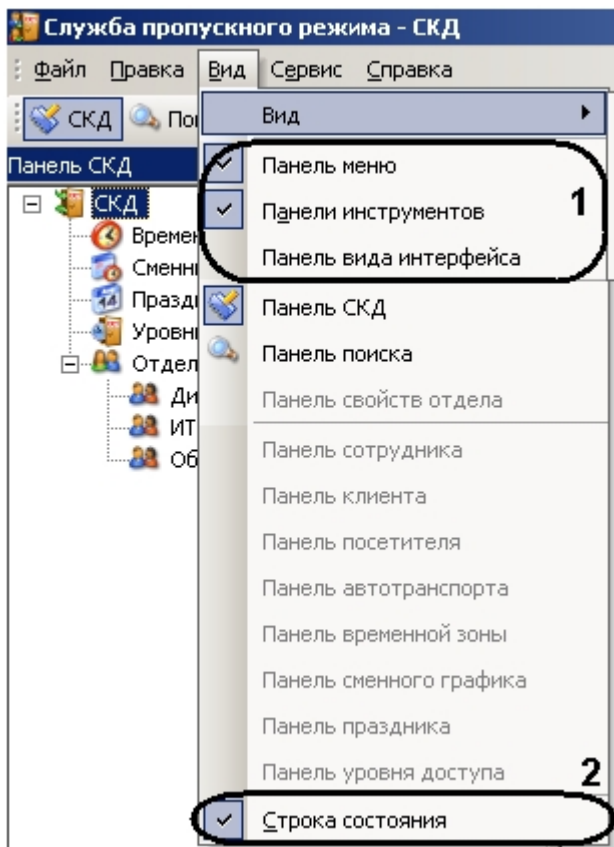 Служба пропускного режима - СКД
Файл Правка Вид Сервис Справка
СКД
Панель СКД
СКД
Вид
Панель меню
Панели инструментов
1
Панель вида интерфейса
Панель СКД
Панель поиска
Панель свойств отдела
Панель сотрудника
Панель клиента
Панель посетителя
Панель автотранспорта
Панель временной зоны
Панель сменного графика
Панель праздника
Панель уровня доступа
2
Строка состояния
ИТ